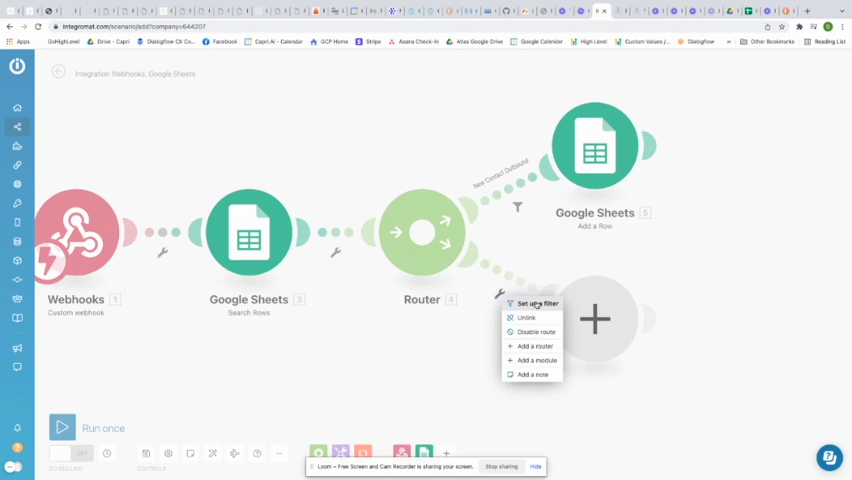 integromat.com/scenario/add?company=644207
Apps
GoHighLevel
Drive - Capri
Dialogflow CX Co...
Facebook
Capri-Ai - Calendar
GCP Home
Stripe
Asana Check-in
Atlas Google Drive
Google Calendar
High Level
Custom Values /...
Dialogflow
»
Other Bookmarks
Reading List
Integration Webhooks, Google Sheets
New Contact Outbound
Google Sheets 5
Add a Row
Webhooks 1
Custom webhook
Google Sheets 3
Search Rows
Router 4
Set up a filter
Unlink
Disable route
Add a router
Add a module
Add a note
Run once
OFF
SCHEDULING
CONTROLS
Loom – Free Screen and Cam Recorder is sharing your screen.
Stop sharing
Hide